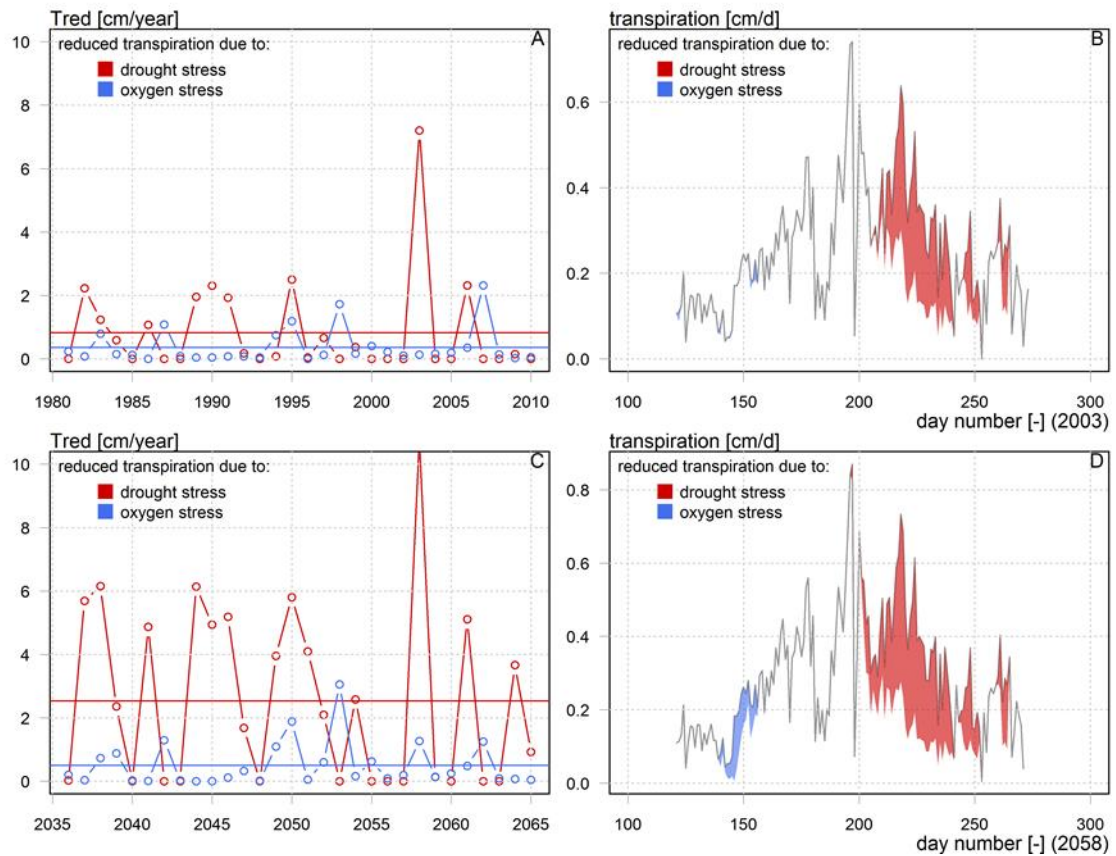 Tred [cm/year]
A
reduced transpiration due to:
drought stress
oxygen stress
10
8
6
4
2
0
1980 1985 1990 1995 2000 2005 2010
transpiration [cm/d]
B
reduced transpiration due to:
drought stress
oxygen stress
0.6
0.4
0.2
0.0
100 150 200 250 300
day number [-] (2003)
Tred [cm/year]
C
reduced transpiration due to:
drought stress
oxygen stress
10
8
6
4
2
0
2035 2040 2045 2050 2055 2060 2065
transpiration [cm/d]
D
reduced transpiration due to:
drought stress
oxygen stress
0.8
0.6
0.4
0.2
0.0
100 150 200 250 300
day number [-] (2058)